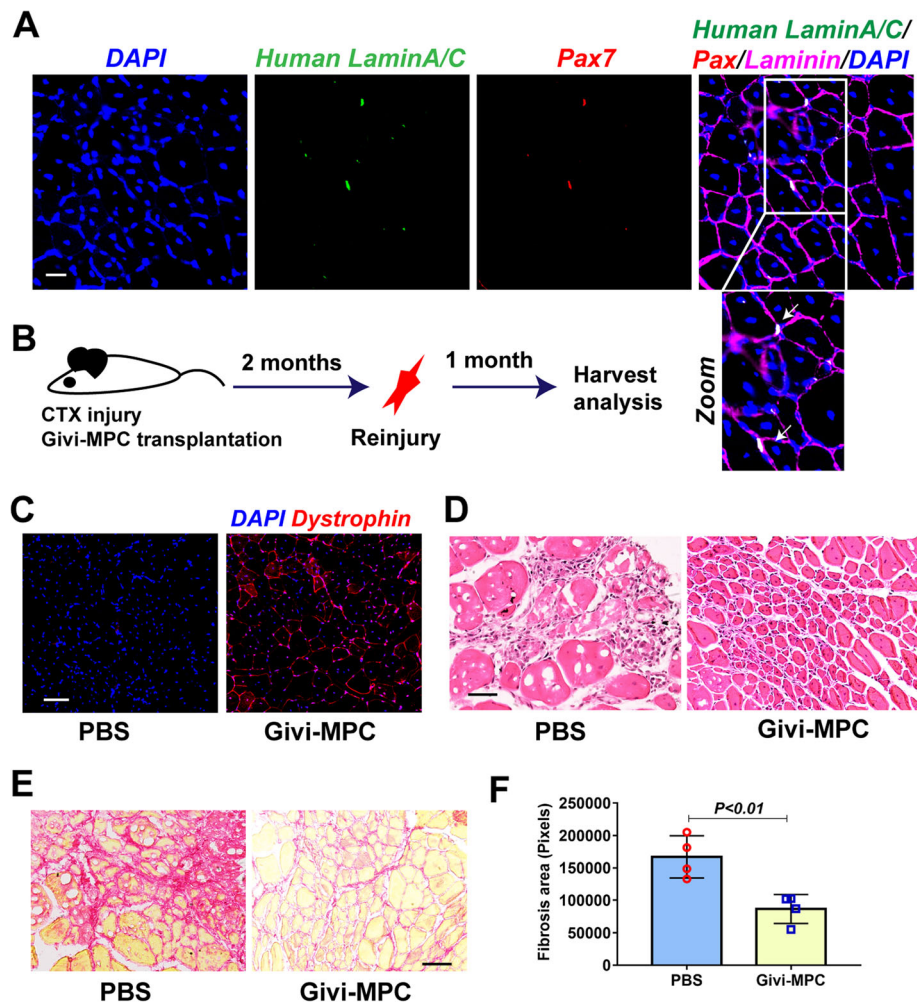 A
DAPI
Human LaminA/C
Pax7
Human LaminA/C/
Pax/Laminin/DAPI
Zoom
B
CTX injury
Givi-MPC transplantation
2 months
Reinjury
1 month
Harvest
analysis
C
DAPI Dystrophin
PBS
Givi-MPC
D
PBS
Givi-MPC
E
PBS
Givi-MPC
F
P<0.01
Fibrosis area (Pixels)
250000
200000
150000
100000
50000
0
PBS
Givi-MPC